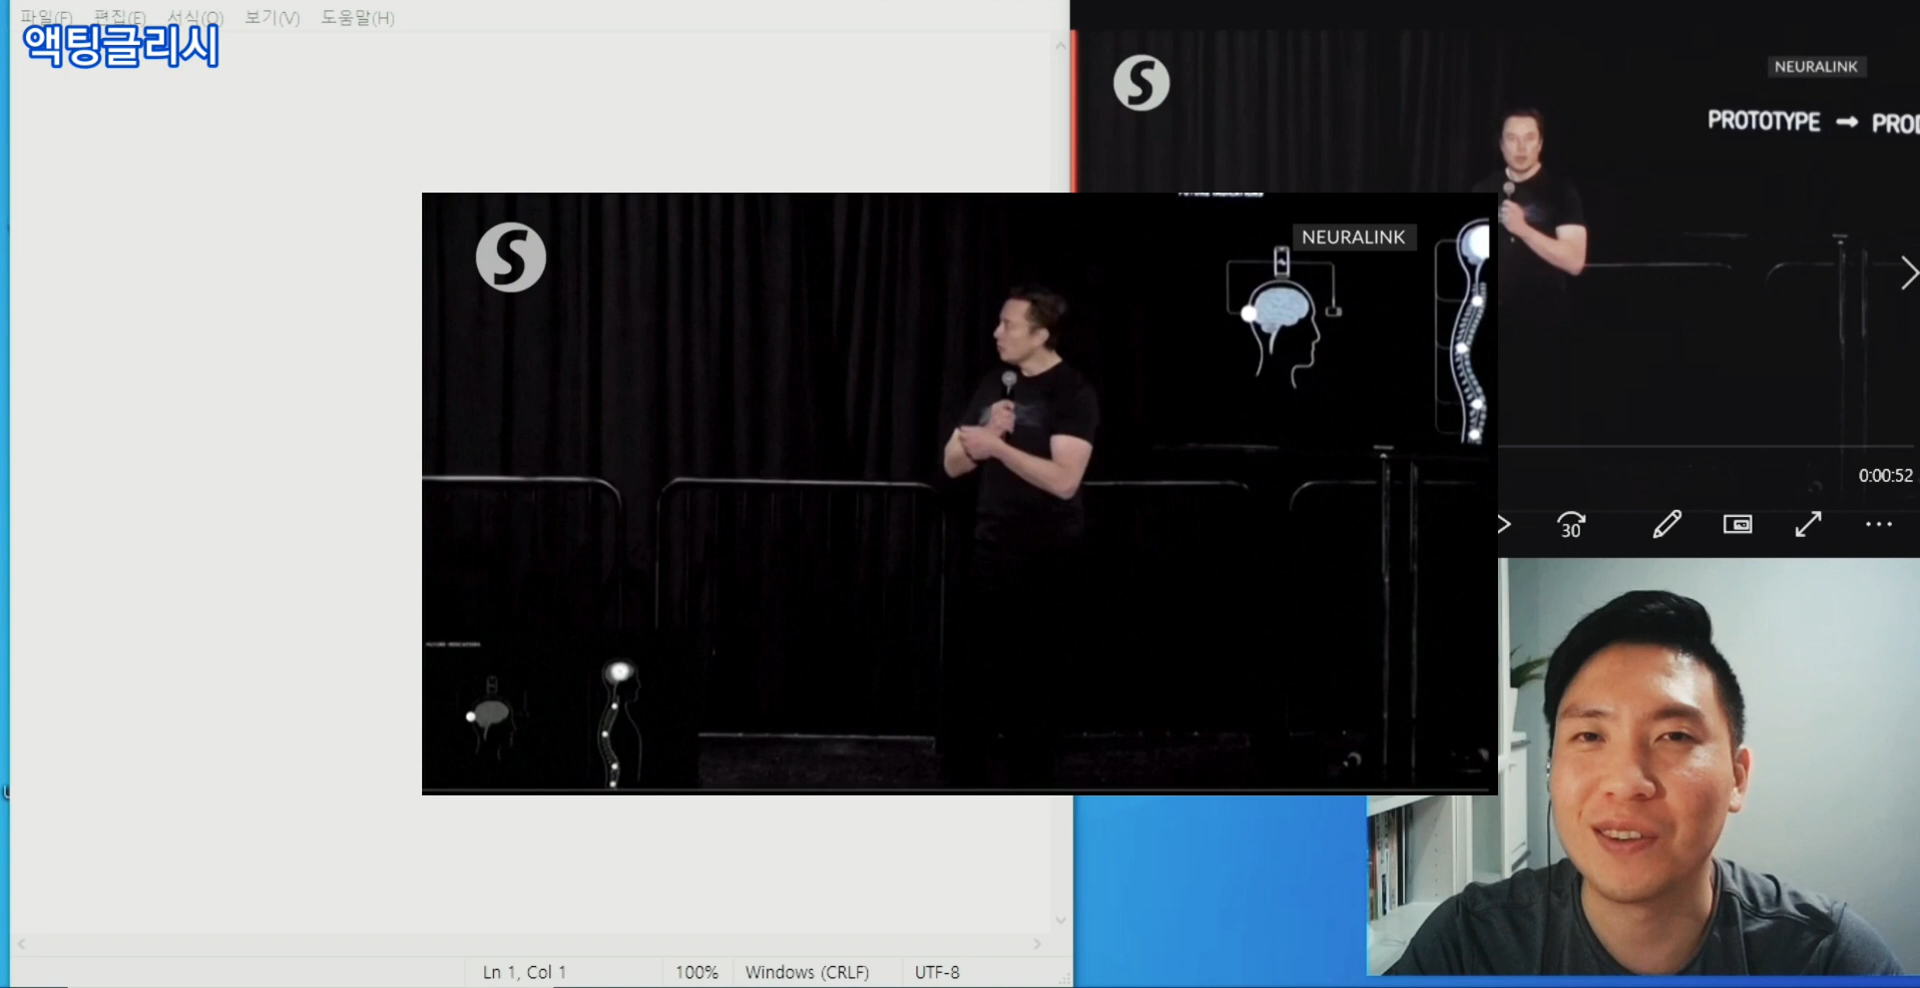 파일(F) 편집(E) 서식(O) 보기(V) 도움말(H)
액팅글리시
S
NEURALINK
PROTOTYPE → PROD
S
NEURALINK
0:00:52
30
Ln 1, Col 1
100%
Windows (CRLF)
UTF-8